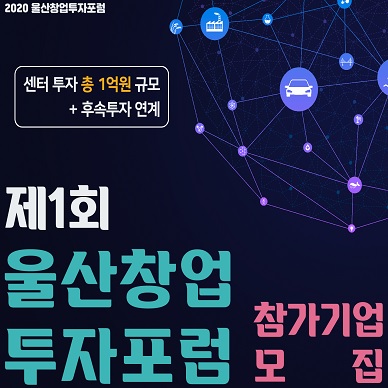 2020 울산창업투자포럼
센터 투자 총 1억원 규모
+ 후속투자 연계
제1회
울산창업
투자포럼
참가기업
모 집